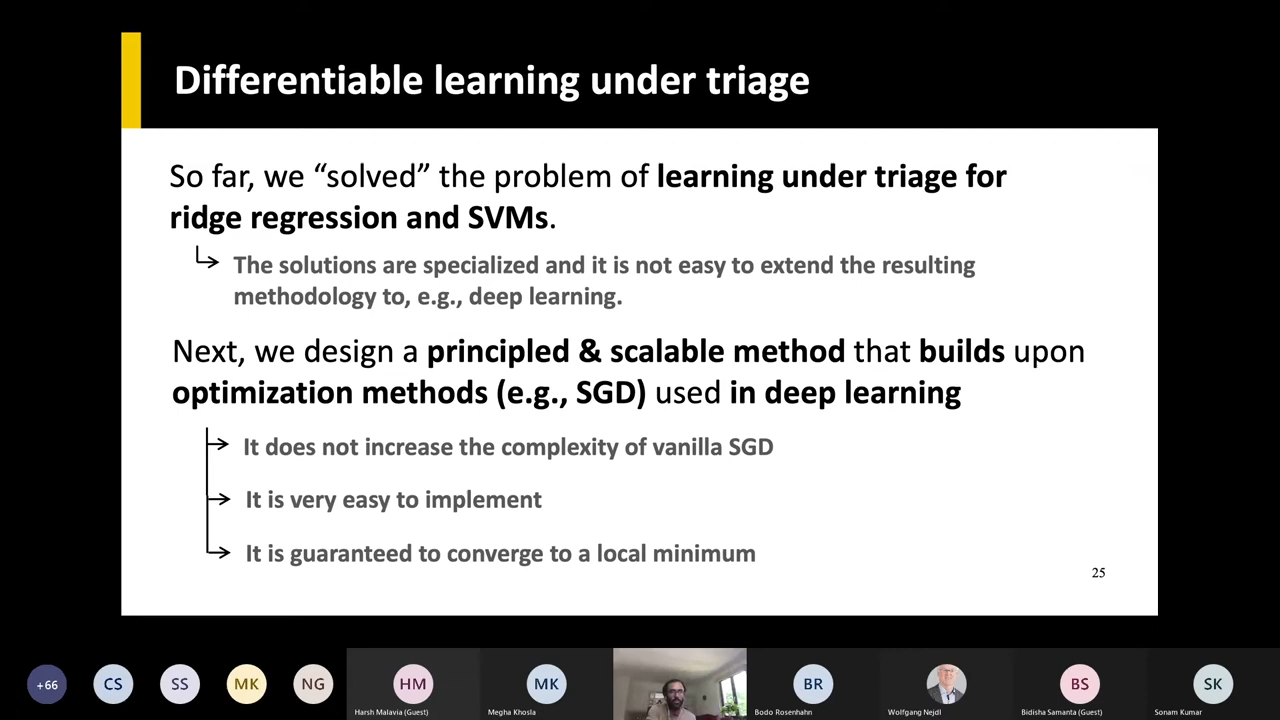 Differentiable learning under triage
So far, we “solved” the problem of learning under triage for
ridge regression and SVMs.
The solutions are specialized and it is not easy to extend the resulting
methodology to, e.g., deep learning.
Next, we design a principled & scalable method that builds upon
optimization methods (e.g., SGD) used in deep learning
It does not increase the complexity of vanilla SGD
It is very easy to implement
It is guaranteed to converge to a local minimum
25
+66
CS
SS
MK
NG
HM
Harsh Malavia (Guest)
MK
Megha Khosla
BR
Bodo Rosenhahn
Wolfgang Nejdl
BS
Bidisha Samanta (Guest)
SK
Sonam Kumar